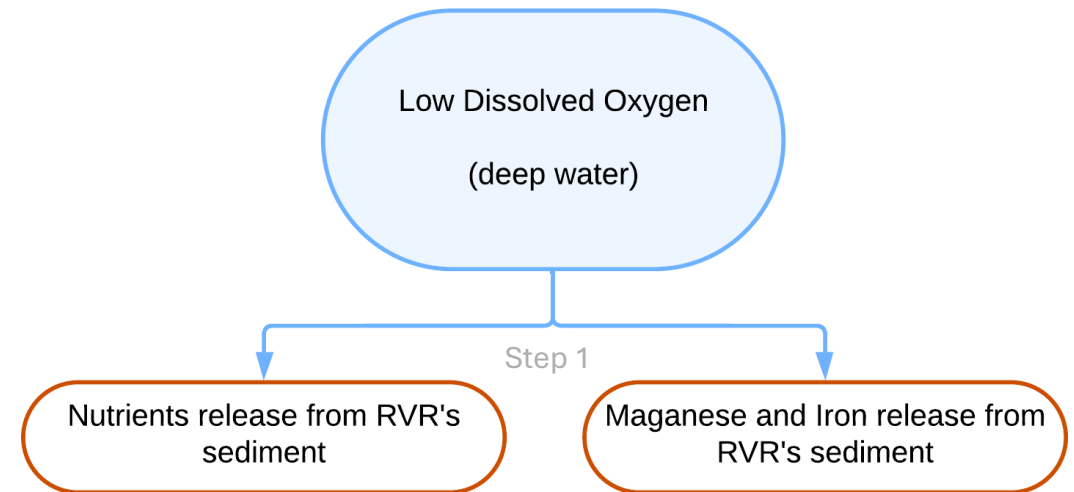 Low Dissolved Oxygen
(deep water)
Step 1
Nutrients release from RVR's
sediment
Maganese and Iron release from
RVR's sediment